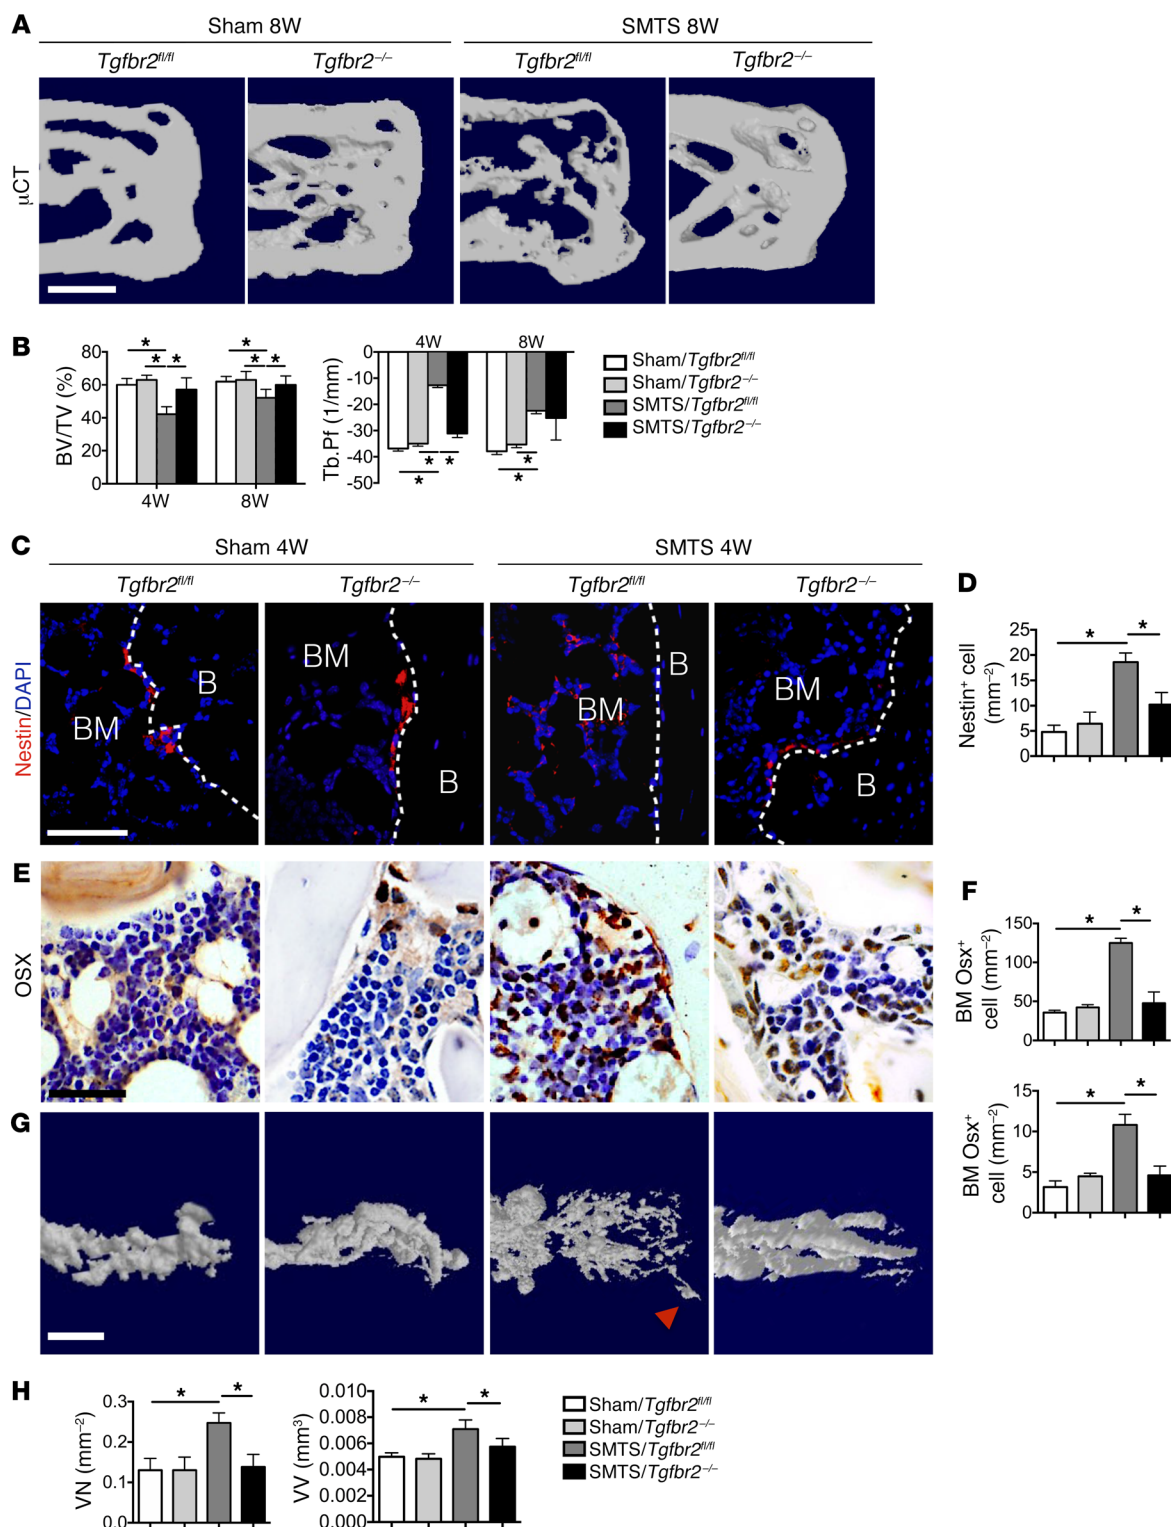 A
Sham 8W
SMTS 8W
Tgfbr2fl/fl
Tgfbr2–/–
Tgfbr2fl/fl
Tgfbr2–/–
µCT
B
BV/TV (%)
80
60
40
20
0
* * * * * *
4W
8W
Tb.Pf (1/mm)
4W
8W
0
-10
-20
-30
-40
-50
* * * * *
Sham/Tgfbr2fl/fl
Sham/Tgfbr2–/–
SMTS/Tgfbr2fl/fl
SMTS/Tgfbr2–/–
C
Sham 4W
SMTS 4W
Tgfbr2fl/fl
Tgfbr2–/–
Tgfbr2fl/fl
Tgfbr2–/–
Nestin/DAPI
BM
B
BM
B
BM
B
BM
B
D
Nestin+ cell
(mm–2)
25
20
15
10
5
0
* *
E
OSX
F
BM Osx+
cell (mm–2)
150
100
50
0
* *
BM Osx+
cell (mm–2)
15
10
5
0
* *
G
H
VN (mm–2)
0.3
0.2
0.1
0.0
* *
VV (mm3)
0.010
0.008
0.006
0.004
0.002
0.000
* *
Sham/Tgfbr2fl/fl
Sham/Tgfbr2–/–
SMTS/Tgfbr2fl/fl
SMTS/Tgfbr2–/–